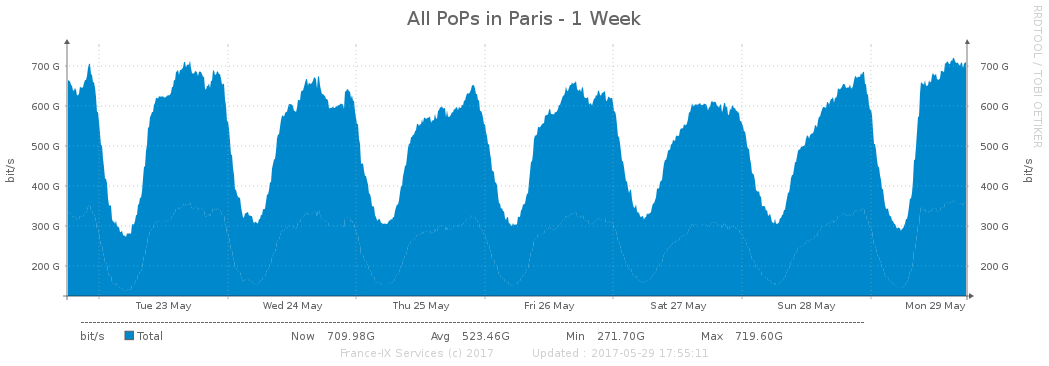 All PoPs in Paris - 1 Week
RRDTOOL / TOBI OETIKER
bit/s
700 G
600 G
500 G
400 G
300 G
200 G
700 G
600 G
500 G
400 G
300 G
200 G
bit/s
Tue 23 May Wed 24 May Thu 25 May Fri 26 May Sat 27 May Sun 28 May Mon 29 May
bit/s Total Now 709.98G Avg 523.46G Min 271.70G Max 719.60G
France-IX Services (c) 2017 Updated : 2017-05-29 17:55:11